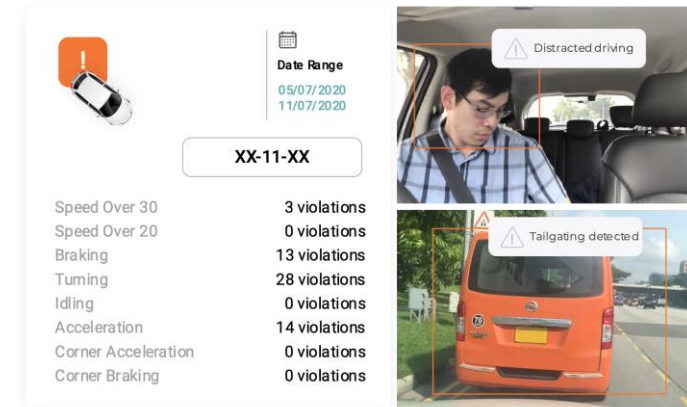 !
Date Range
05/07/2020
11/07/2020
XX-11-XX
Speed Over 30 3 violations
Speed Over 20 0 violations
Braking 13 violations
Turning 28 violations
Idling 0 violations
Acceleration 14 violations
Corner Acceleration 0 violations
Corner Braking 0 violations
Distracted driving
Tailgating detected
70